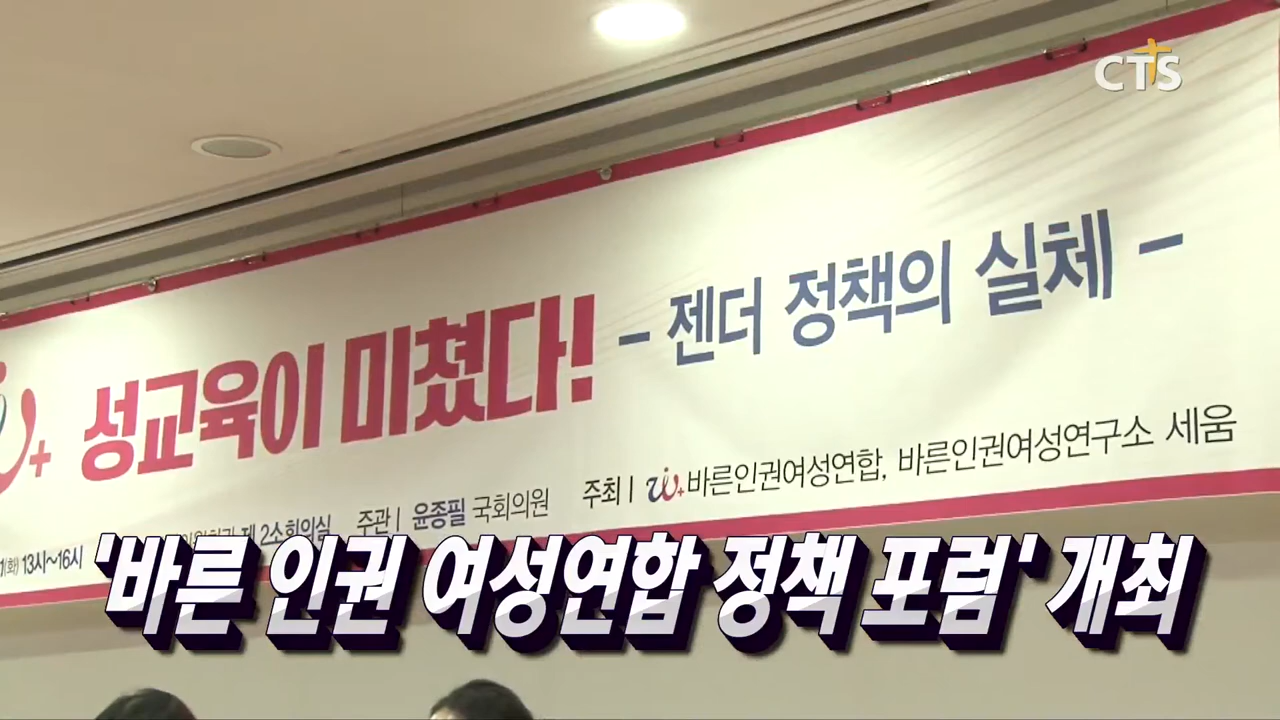 CTS
성교육이 미쳤다! - 젠더 정책의 실체 -
1(화) 13시~16시 제 2소회의실 주관 | 윤종필 국회의원 주최 | 바른인권여성연합, 바른인권여성연구소 세움
'바른 인권 여성연합 정책 포럼' 개최